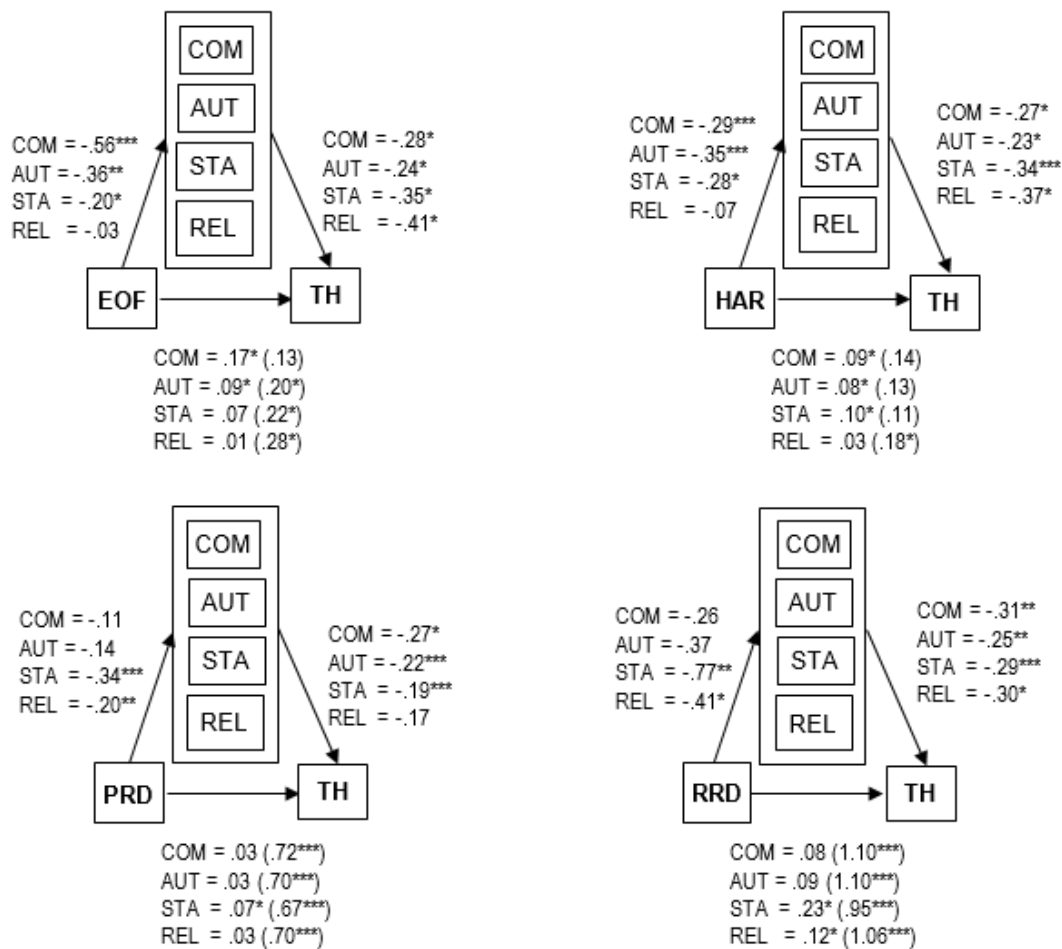 COM
AUT
STA
REL
COM = -.56***
AUT = -.36**
STA = -.20*
REL = -.03
COM = -.28*
AUT = -.24*
STA = -.35*
REL = -.41*
EOF
TH
COM = .17* (.13)
AUT = .09* (.20*)
STA = .07 (.22*)
REL = .01 (.28*)
COM
AUT
STA
REL
COM = -.29***
AUT = -.35***
STA = -.28*
REL = -.07
COM = -.27*
AUT = -.23*
STA = -.34***
REL = -.37*
HAR
TH
COM = .09* (.14)
AUT = .08* (.13)
STA = .10* (.11)
REL = .03 (.18*)
COM
AUT
STA
REL
COM = -.11
AUT = -.14
STA = -.34***
REL = -.20**
COM = -.27*
AUT = -.22***
STA = -.19***
REL = -.17
PRD
TH
COM = .03 (.72***)
AUT = .03 (.70***)
STA = .07* (.67***)
REL = .03 (.70***)
COM
AUT
STA
REL
COM = -.26
AUT = -.37
STA = -.77**
REL = -.41*
COM = -.31**
AUT = -.25**
STA = -.29***
REL = -.30*
RRD
TH
COM = .08 (1.10***)
AUT = .09 (1.10***)
STA = .23* (.95***)
REL = .12* (1.06***)